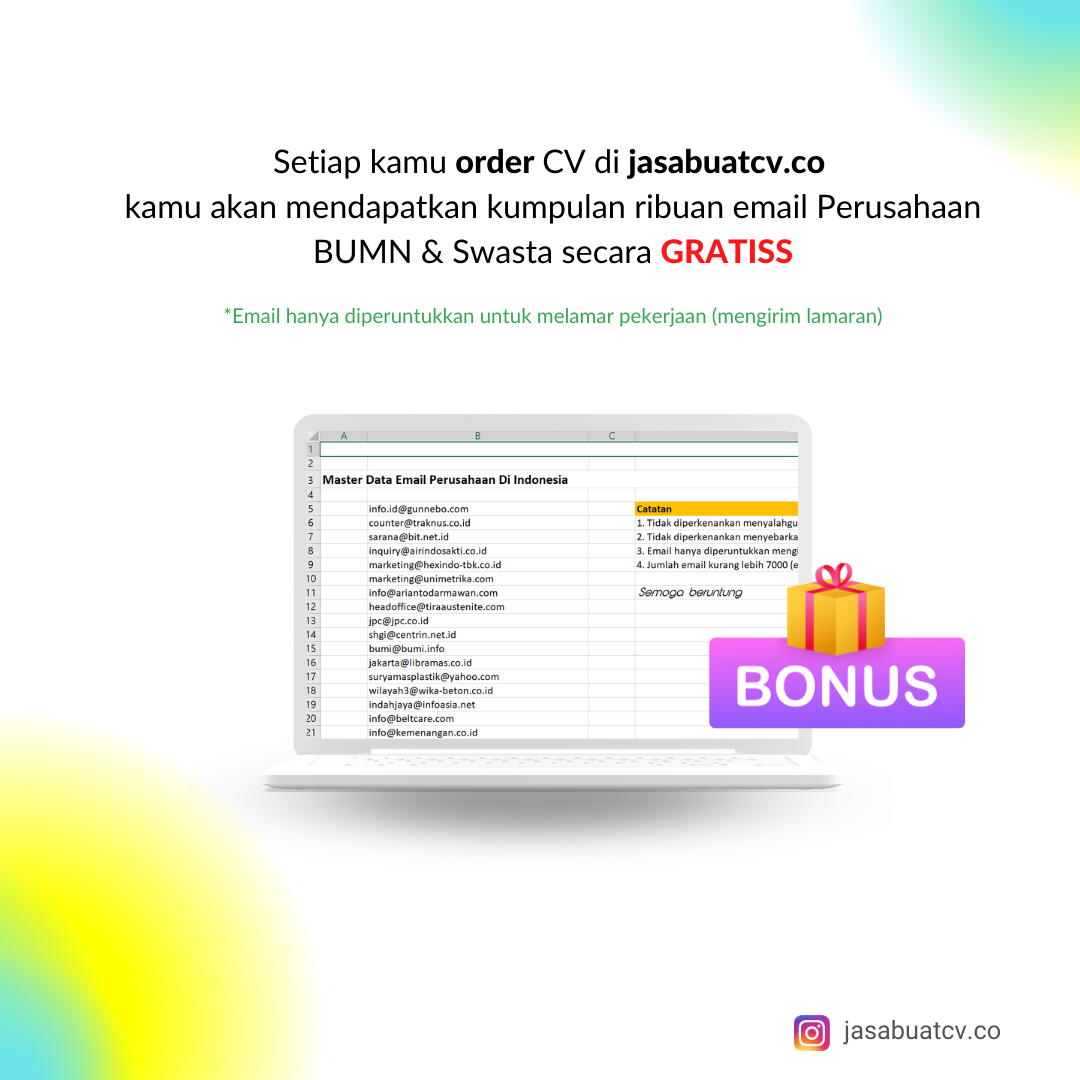 Setiap kamu order CV di jasabuatcv.co
kamu akan mendapatkan kumpulan ribuan email Perusahaan
BUMN & Swasta secara GRATISS
*Email hanya diperuntukkan untuk melamar pekerjaan (mengirim lamaran)
A B C
1
2
3 Master Data Email Perusahaan Di Indonesia
4
5 info.id@gunnebo.com Catatan
6 counter@traknus.co.id 1. Tidak diperkenankan menyalahgu
7 sarana@bit.net.id 2. Tidak diperkenankan menyebarka
8 inquiry@airindosakti.co.id 3. Email hanya diperuntukkan mengi
9 marketing@hexindo-tbk.co.id 4. Jumlah email kurang lebih 7000 (e
10 marketing@unimetrika.com
11 info@ariantodarmawan.com Semoga beruntung
12 headoffice@tiraaustenite.com
13 jpc@jpc.co.id
14 shgi@centrin.net.id
15 bumi@bumi.info
16 jakarta@libramas.co.id
17 suryamasplastik@yahoo.com
18 wilayah3@wika-beton.co.id
19 indahjaya@infoasia.net
20 info@beltcare.com
21 info@kemenangan.co.id
BONUS
jasabuatcv.co